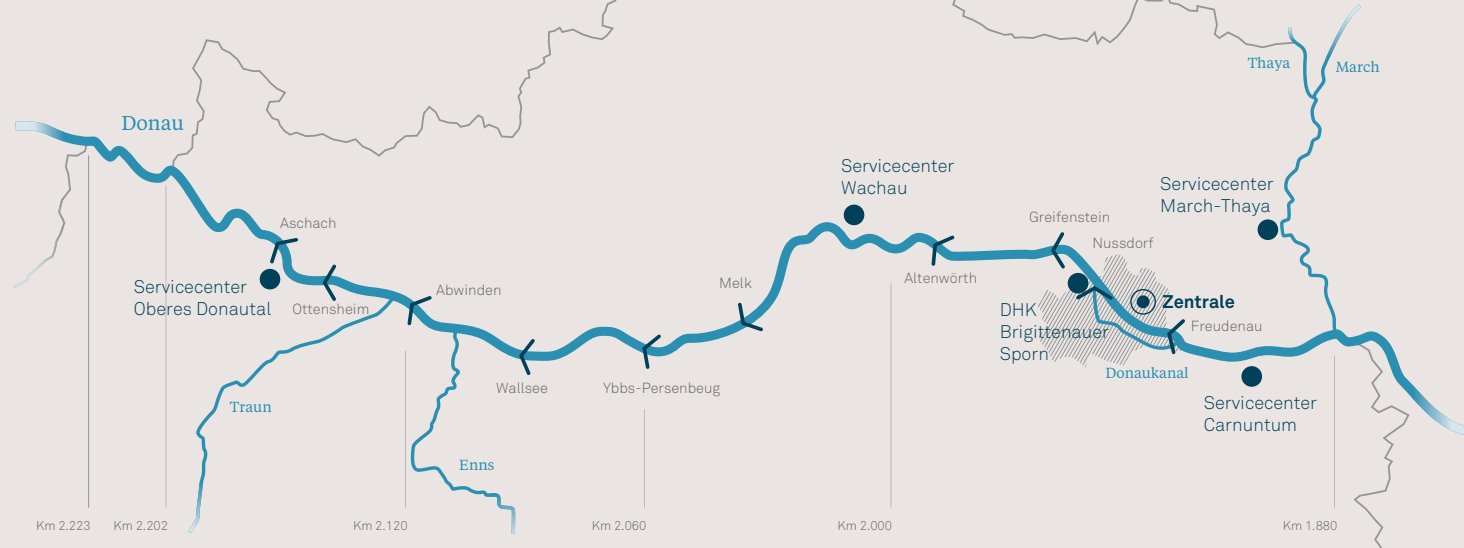 Thaya
March
Donau
Servicecenter
Wachau
Servicecenter
March-Thaya
Aschach
Greifenstein
Nussdorf
Servicecenter
Oberes Donautal
Ottensheim
Abwinden
Melk
Altenwörth
DHK
Brigittenauer
Sporn
Zentrale
Freudenau
Donaukanal
Wallsee
Ybbs-Persenbeug
Servicecenter
Carnuntum
Traun
Enns
Km 2.223
Km 2.202
Km 2.120
Km 2.060
Km 2.000
Km 1.880